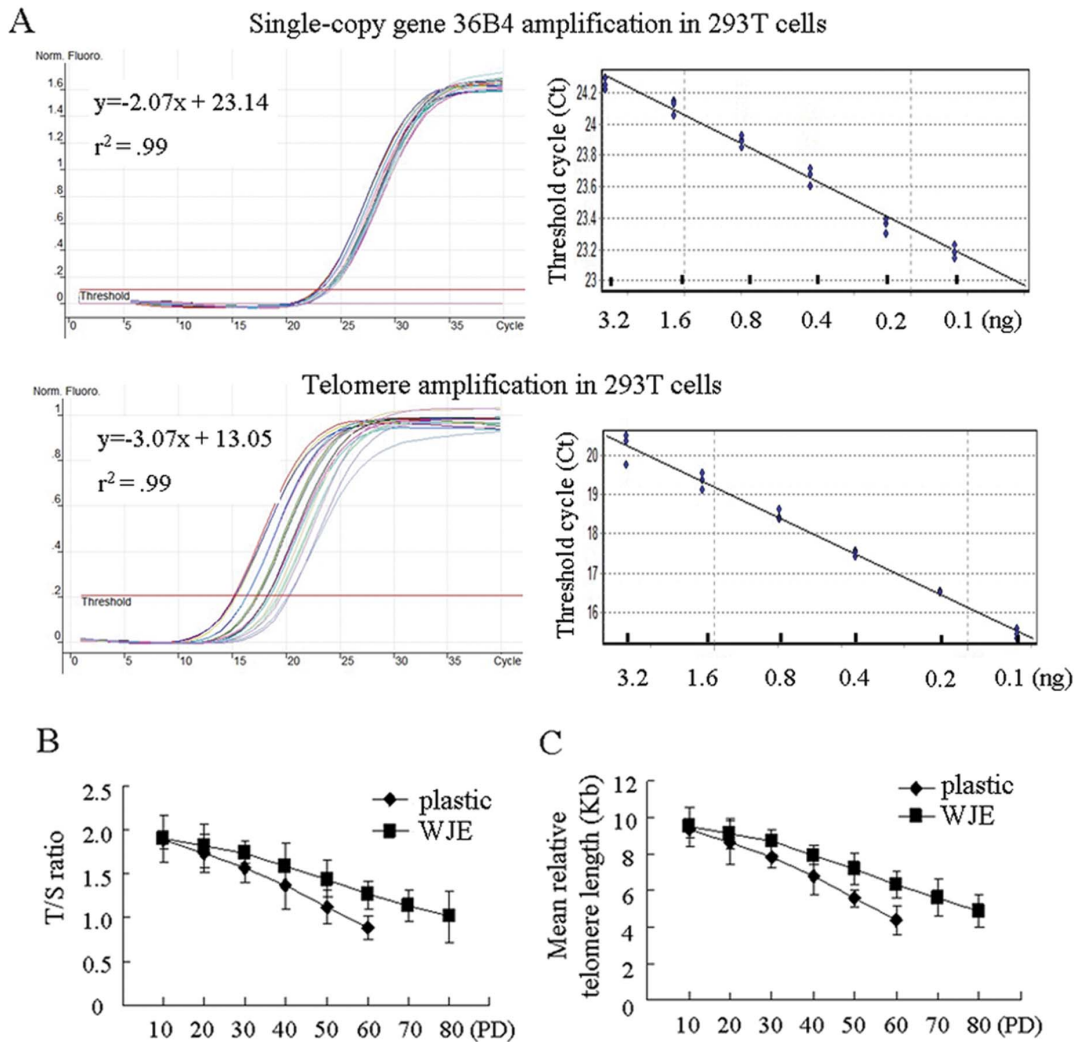 A
Single-copy gene 36B4 amplification in 293T cells
Norm. Fluoro.
y=-2.07x + 23.14
r² = .99
1.6
1.4
1.2
1
.8
.6
.4
.2
0
Threshold
0 5 10 15 20 25 30 35 Cycle
Threshold cycle (Ct)
24.2
24
23.8
23.6
23.4
23.2
23
3.2 1.6 0.8 0.4 0.2 0.1 (ng)
Telomere amplification in 293T cells
Norm. Fluoro.
y=-3.07x + 13.05
r² = .99
1
.8
.6
.4
.2
0
Threshold
0 5 10 15 20 25 30 35 Cycle
Threshold cycle (Ct)
20
19
18
17
16
3.2 1.6 0.8 0.4 0.2 0.1 (ng)
B
T/S ratio
2.5
2.0
1.5
1.0
0.5
0
plastic
WJE
10 20 30 40 50 60 70 80 (PD)
C
Mean relative
telomere length (Kb)
12
10
8
6
4
2
0
plastic
WJE
10 20 30 40 50 60 70 80 (PD)